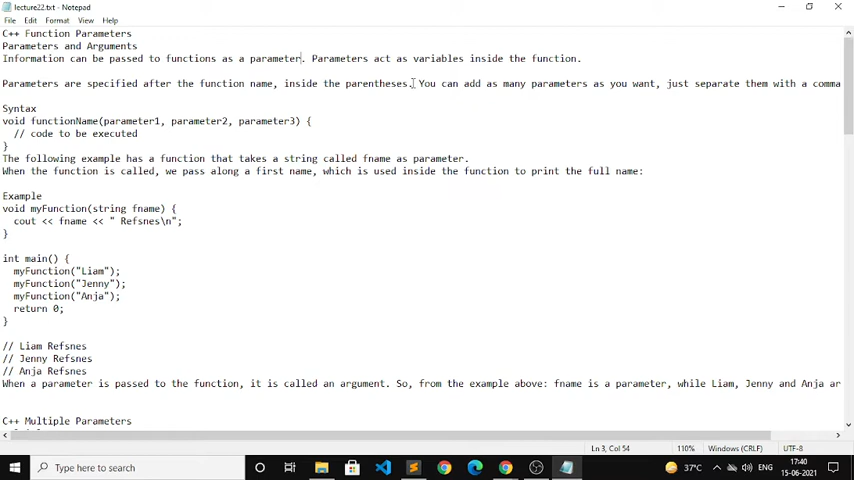 lecture22.txt - Notepad
File Edit Format View Help
C++ Function Parameters
Parameters and Arguments
Information can be passed to functions as a parameter. Parameters act as variables inside the function.
Parameters are specified after the function name, inside the parentheses. You can add as many parameters as you want, just separate them with a comma
Syntax
void functionName(parameter1, parameter2, parameter3) {
  // code to be executed
}
The following example has a function that takes a string called fname as parameter.
When the function is called, we pass along a first name, which is used inside the function to print the full name:
Example
void myFunction(string fname) {
  cout << fname << " Refsnes\n";
}
int main() {
  myFunction("Liam");
  myFunction("Jenny");
  myFunction("Anja");
  return 0;
}
// Liam Refsnes
// Jenny Refsnes
// Anja Refsnes
When a parameter is passed to the function, it is called an argument. So, from the example above: fname is a parameter, while Liam, Jenny and Anja ar
C++ Multiple Parameters
Ln 3, Col 54 110% Windows (CRLF) UTF-8
Type here to search
37°C ENG 17:40
15-06-2021